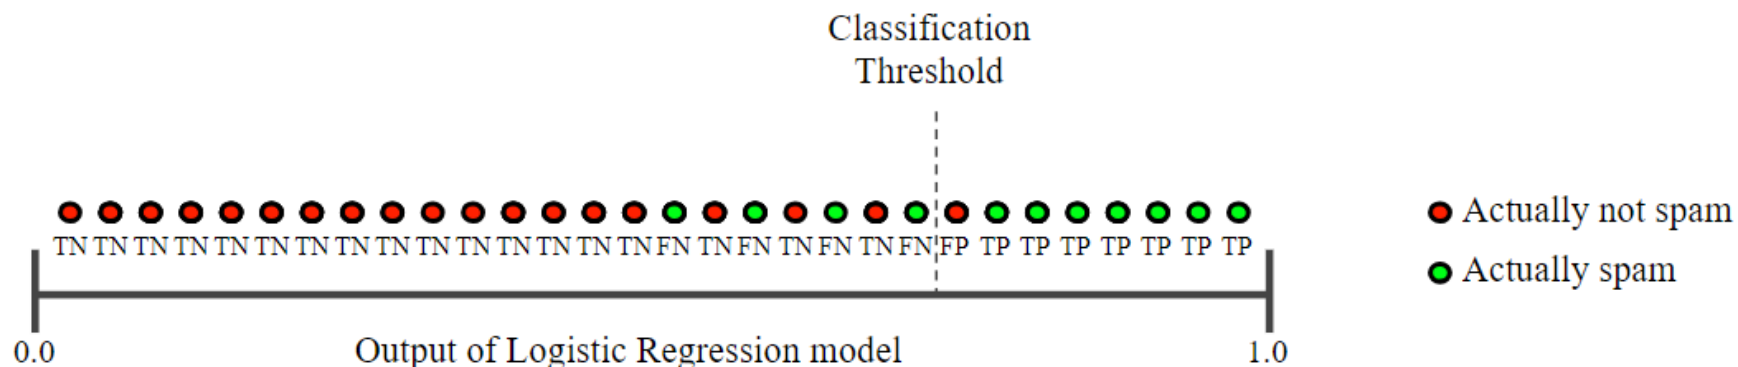 Classification
Threshold
Actually not spam
TN TN TN TN TN TN TN TN TN TN TN TN TN TN TN FN TN FN TN FN TN FN FP TP TP TP TP TP TP TP
Actually spam
0.0 Output of Logistic Regression model 1.0